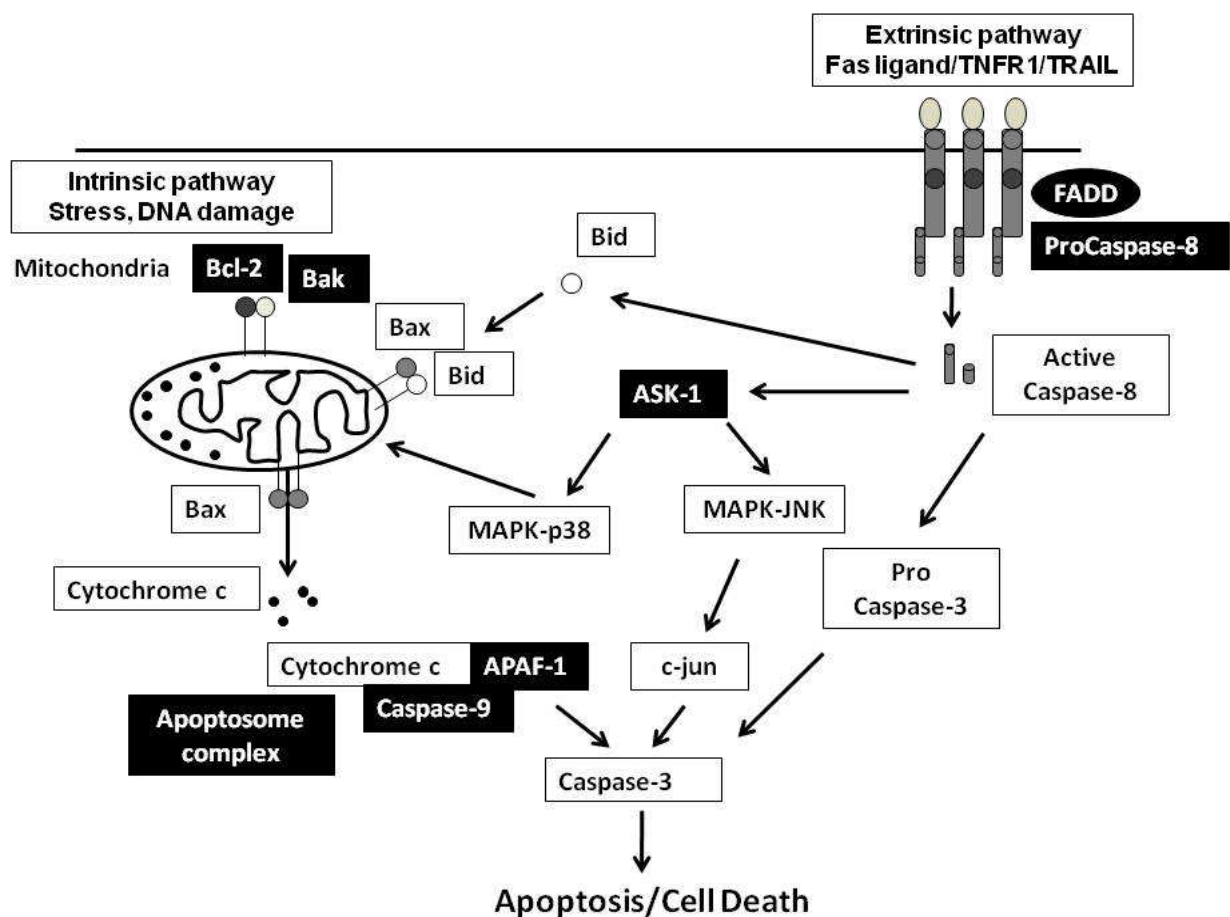 Extrinsic pathway
Fas ligand/TNFR1/TRAIL
Intrinsic pathway
Stress, DNA damage
FADD
ProCaspase-8
Mitochondria
Bcl-2
Bak
Bid
Bax
Bid
Active
Caspase-8
ASK-1
Bax
MAPK-p38
MAPK-JNK
Cytochrome c
Pro
Caspase-3
Cytochrome c
APAF-1
c-jun
Caspase-9
Apoptosome
complex
Caspase-3
Apoptosis/Cell Death